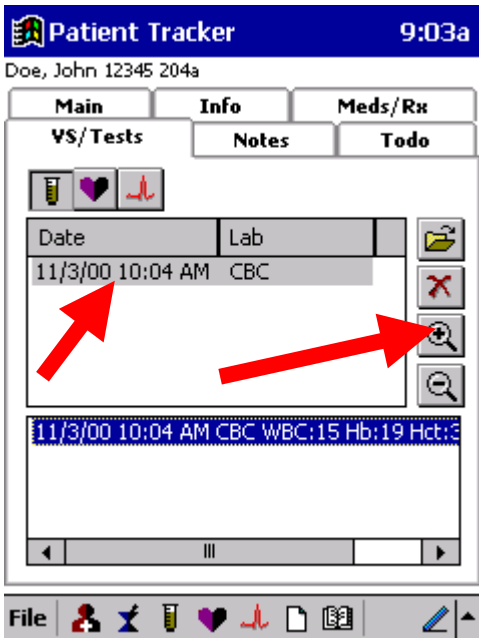 Patient Tracker 9:03a
Doe, John 12345 204a
Main Info Meds/Rx
VS/Tests Notes Todo
Date Lab
11/3/00 10:04 AM CBC
11/3/00 10:04 AM CBC WBC:15 Hb:19 Hct:3
File